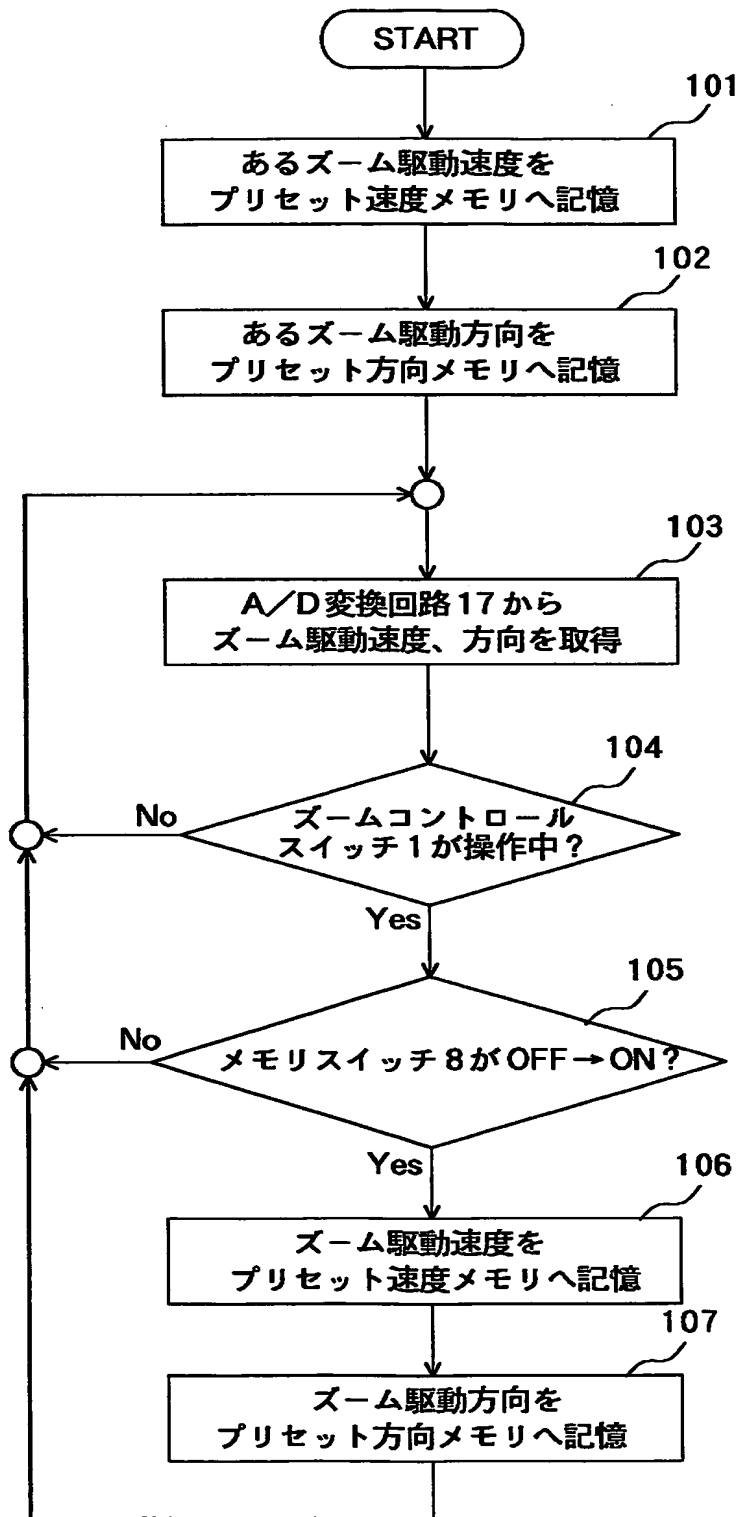 START
101
あるズーム駆動速度を
プリセット速度メモリへ記憶
102
あるズーム駆動方向を
プリセット方向メモリへ記憶
103
A／D変換回路17から
ズーム駆動速度、方向を取得
104
ズームコントロール
スイッチ1が操作中？
No
Yes
105
メモリスイッチ8がOFF→ON？
No
Yes
106
ズーム駆動速度を
プリセット速度メモリへ記憶
107
ズーム駆動方向を
プリセット方向メモリへ記憶